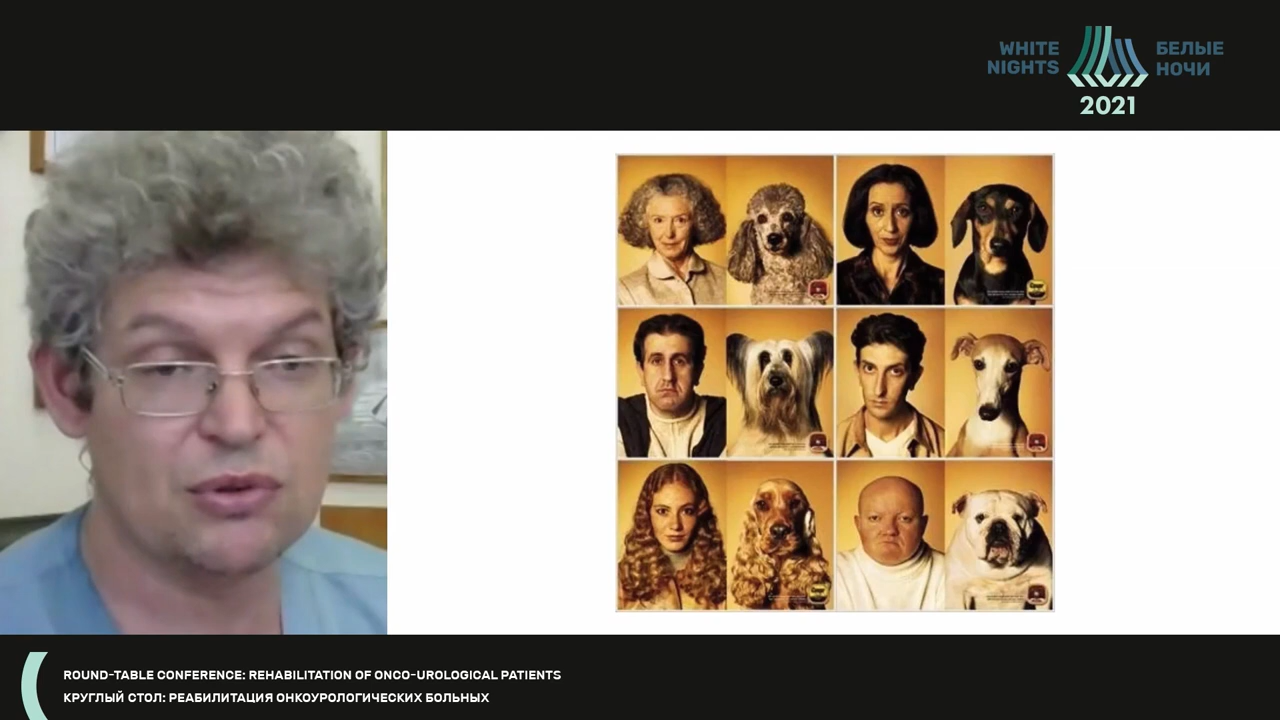 WHITE
NIGHTS
БЕЛЫЕ
НОЧИ
2021
ROUND-TABLE CONFERENCE: REHABILITATION OF ONCO-UROLOGICAL PATIENTS
КРУГЛЫЙ СТОЛ: РЕАБИЛИТАЦИЯ ОНКОУРОЛОГИЧЕСКИХ БОЛЬНЫХ